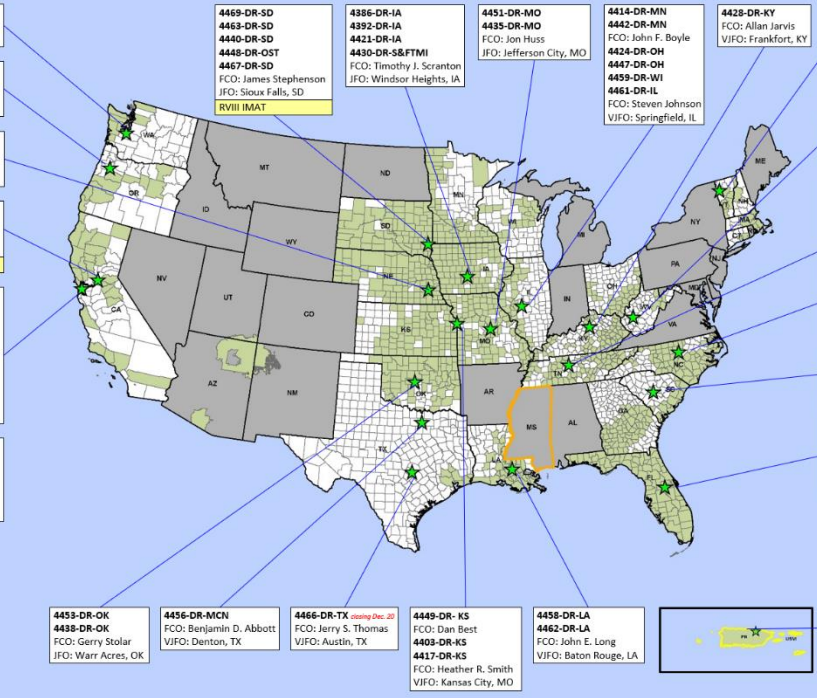 4469-DR-SD
4463-DR-SD
4440-DR-SD
4448-DR-OST
4467-DR-SD
FCO: James Stephenson
JFO: Sioux Falls, SD
RVIII IMAT
4386-DR-IA
4392-DR-IA
4421-DR-IA
4430-DR-S&FTMI
FCO: Timothy J. Scranton
JFO: Windsor Heights, IA
4451-DR-MO
4435-DR-MO
FCO: Jon Huss
JFO: Jefferson City, MO
4414-DR-MN
4442-DR-MN
FCO: John F. Boyle
4424-DR-OH
4447-DR-OH
4459-DR-WI
4461-DR-IL
FCO: Steven Johnson
VJFO: Springfield, IL
4428-DR-KY
FCO: Allan Jarvis
VJFO: Frankfort, KY
WA
MT
ND
MN
ME
OR
ID
SD
WI
MI
NY
NH
MA
CT
RI
WY
IA
PA
NJ
NV
NE
IL
IN
OH
MD
CA
UT
CO
KS
MO
KY
WV
VA
AZ
NM
OK
AR
TN
NC
SC
TX
LA
MS
AL
GA
FL
4453-DR-OK
4438-DR-OK
FCO: Gerry Stolar
JFO: Warr Acres, OK
4456-DR-MCN
FCO: Benjamin D. Abbott
VJFO: Denton, TX
4466-DR-TX closing Dec. 20
FCO: Jerry S. Thomas
VJFO: Austin, TX
4449-DR- KS
FCO: Dan Best
4403-DR-KS
4417-DR-KS
FCO: Heather R. Smith
VJFO: Kansas City, MO
4458-DR-LA
4462-DR-LA
FCO: John E. Long
VJFO: Baton Rouge, LA
PR